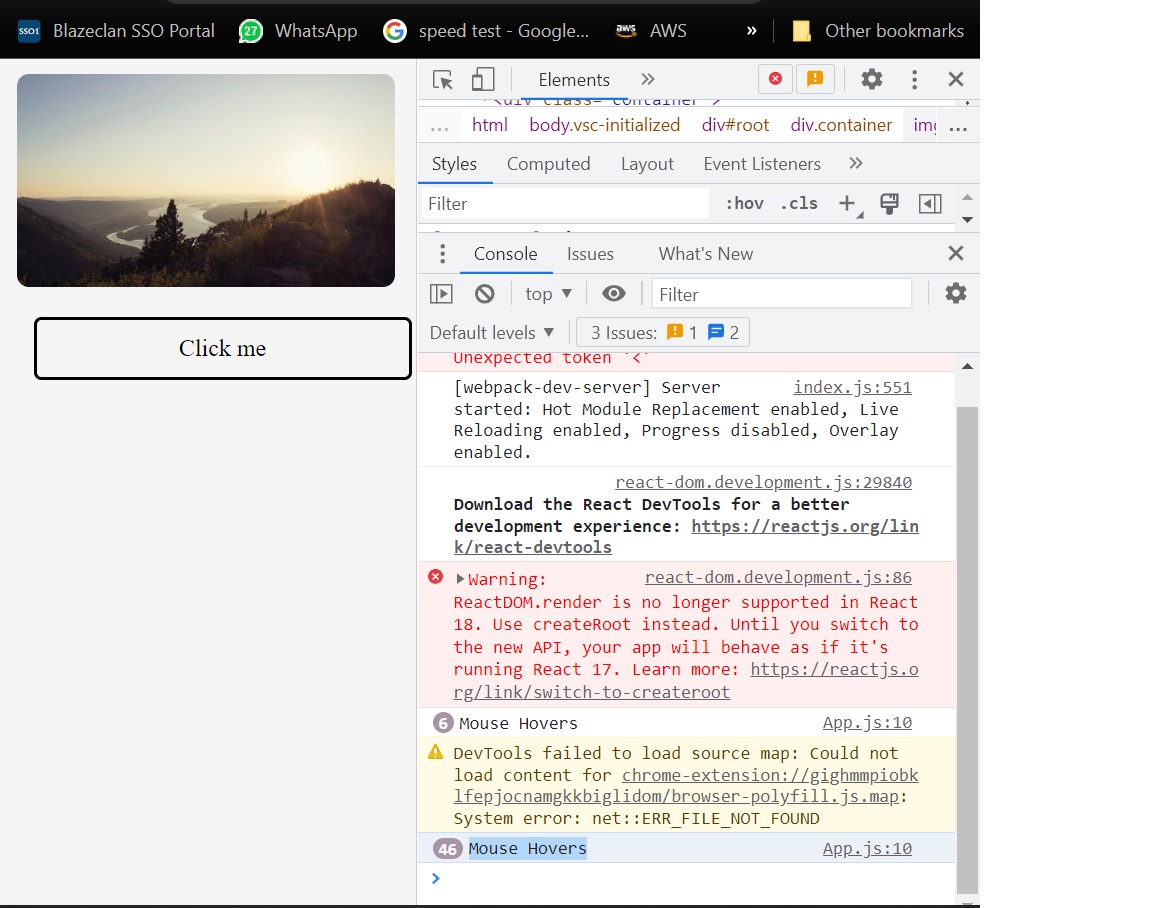 SSO1 Blazeclan SSO Portal 27 WhatsApp speed test - Google... aws AWS » Other bookmarks
Elements »
<div class="container">
... html body.vsc-initialized div#root div.container img ...
Styles Computed Layout Event Listeners »
Filter :hov .cls +
Console Issues What's New
top ▼ Filter
Default levels ▼ 3 Issues: 1 2
Unexpected token '<'
[webpack-dev-server] Server index.js:551
started: Hot Module Replacement enabled, Live
Reloading enabled, Progress disabled, Overlay
enabled.
react-dom.development.js:29840
Download the React DevTools for a better
development experience: https://reactjs.org/lin
k/react-devtools
Warning: react-dom.development.js:86
ReactDOM.render is no longer supported in React
18. Use createRoot instead. Until you switch to
the new API, your app will behave as if it's
running React 17. Learn more: https://reactjs.o
rg/link/switch-to-createroot
6 Mouse Hovers App.js:10
DevTools failed to load source map: Could not
load content for chrome-extension://gighmmpiobk
lfepjocnamgkkbiglidom/browser-polyfill.js.map:
System error: net::ERR_FILE_NOT_FOUND
46 Mouse Hovers App.js:10
>
Click me